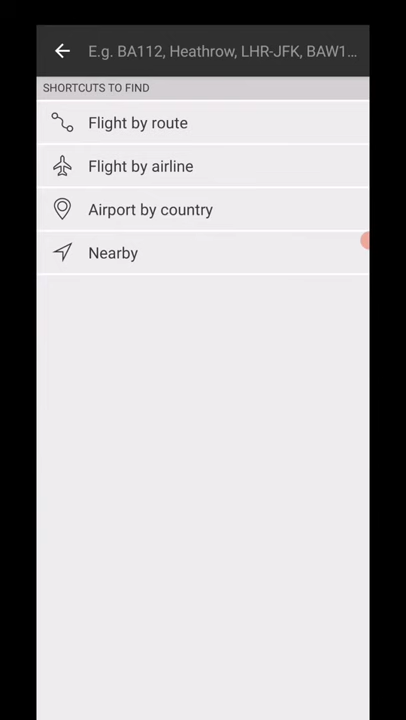 E.g. BA112, Heathrow, LHR-JFK, BAW1...
SHORTCUTS TO FIND
Flight by route
Flight by airline
Airport by country
Nearby